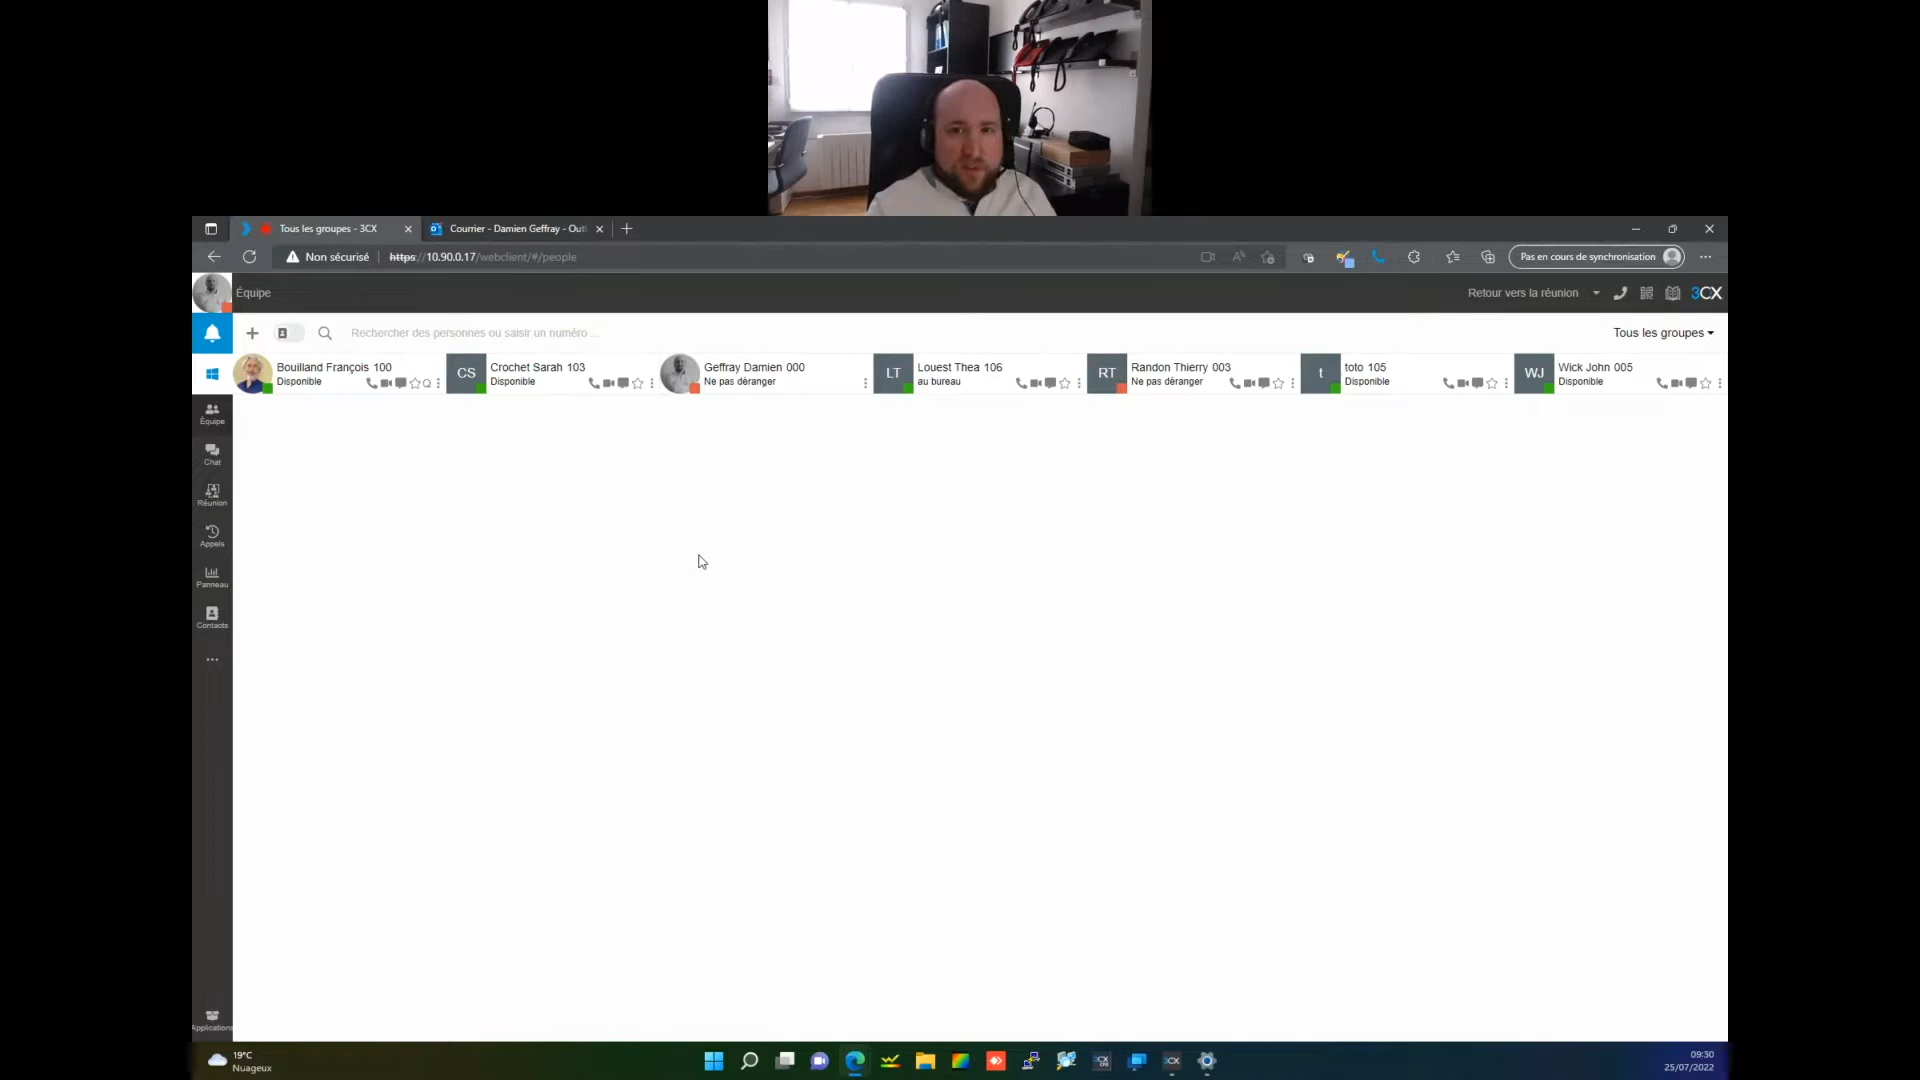 Tous les groupes - 3CX
Courrier - Damien Geffray - Out
Non sécurisé
https://10.90.0.17/webclient/#/people
Pas en cours de synchronisation
Équipe
Retour vers la réunion
3CX
Rechercher des personnes ou saisir un numéro ...
Tous les groupes
Bouilland François 100
Disponible
CS
Crochet Sarah 103
Disponible
Geffray Damien 000
Ne pas déranger
LT
Louest Thea 106
au bureau
RT
Randon Thierry 003
Ne pas déranger
t
toto 105
Disponible
WJ
Wick John 005
Disponible
Équipe
Chat
Réunion
Appels
Panneau
Contacts
Applications
19°C
Nuageux
09:30
25/07/2022